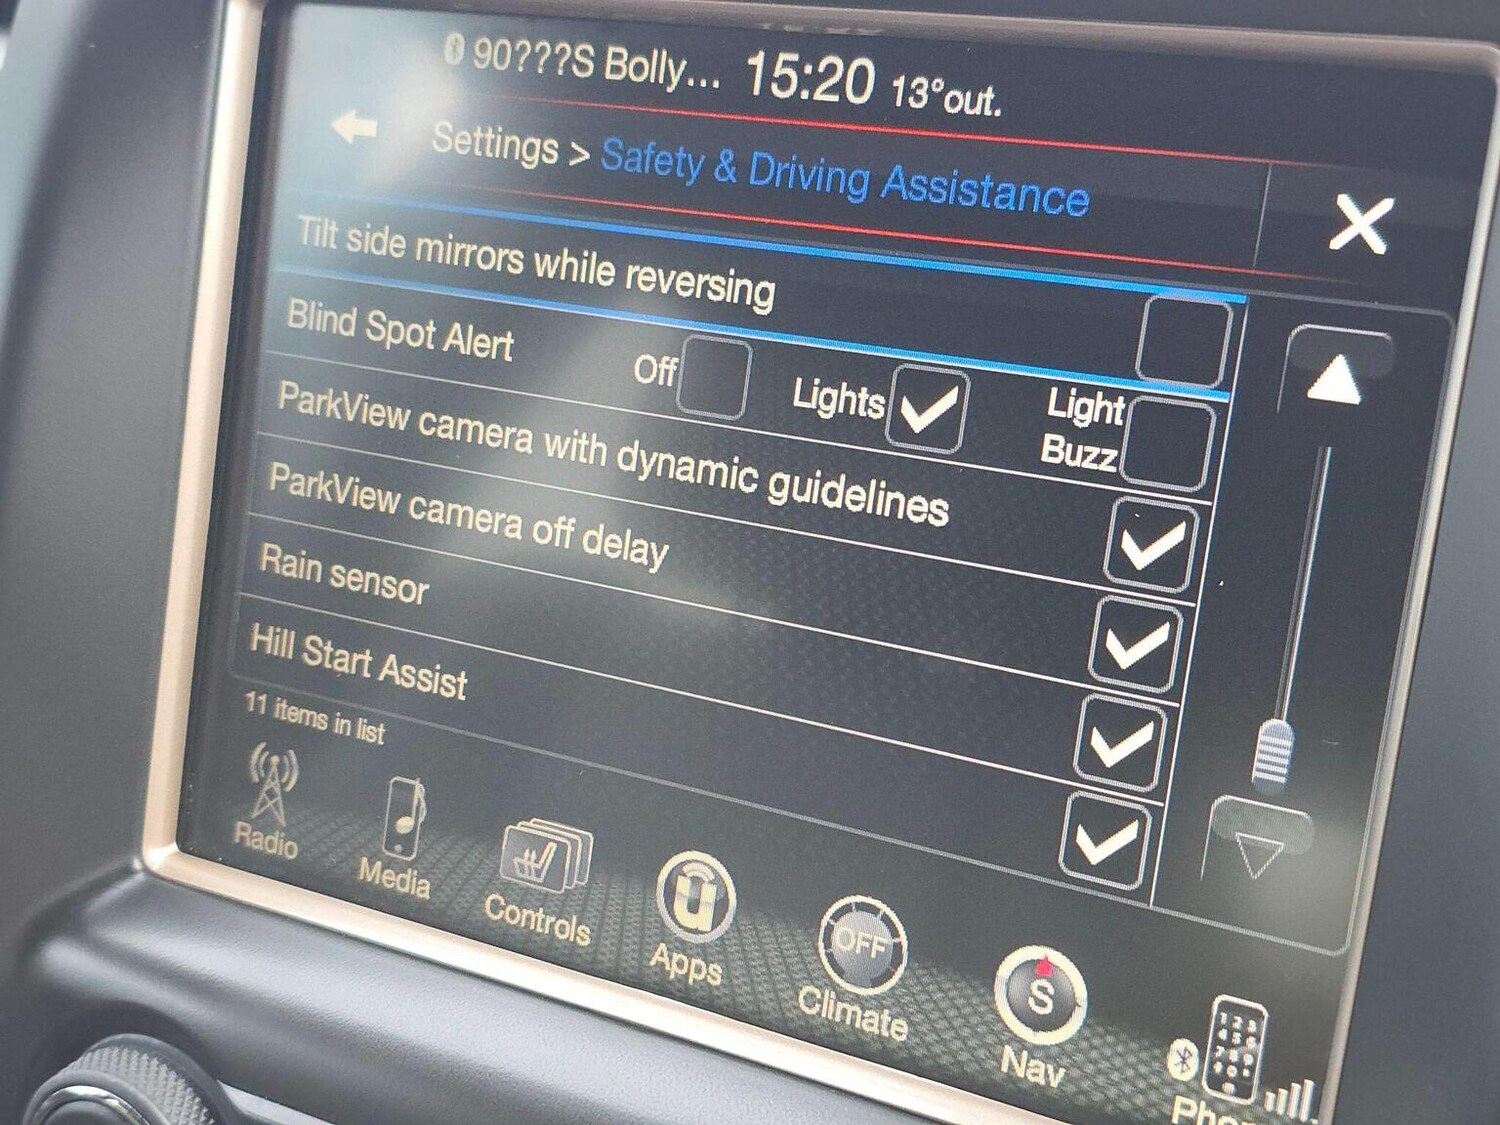 90???S Bolly... 15:20 13°out.
Settings > Safety & Driving Assistance
Tilt side mirrors while reversing
Blind Spot Alert Off Lights Light Buzz
ParkView camera with dynamic guidelines
ParkView camera off delay
Rain sensor
Hill Start Assist
11 items in list
Radio
Media
Controls
Apps
OFF
Climate
S
Nav